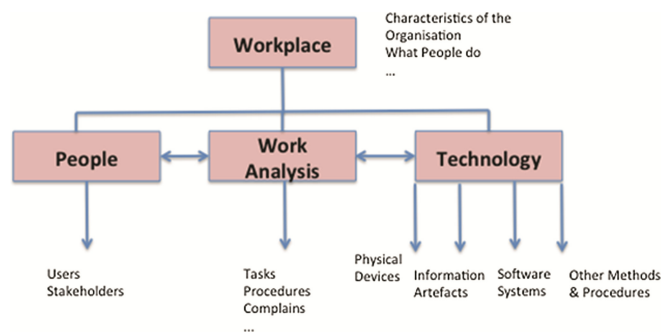 Workplace
Characteristics of the
Organisation
What People do
...
People
Work
Analysis
Technology
Users
Stakeholders
Tasks
Procedures
Complains
...
Physical
Devices
Information
Artefacts
Software
Systems
Other Methods
& Procedures